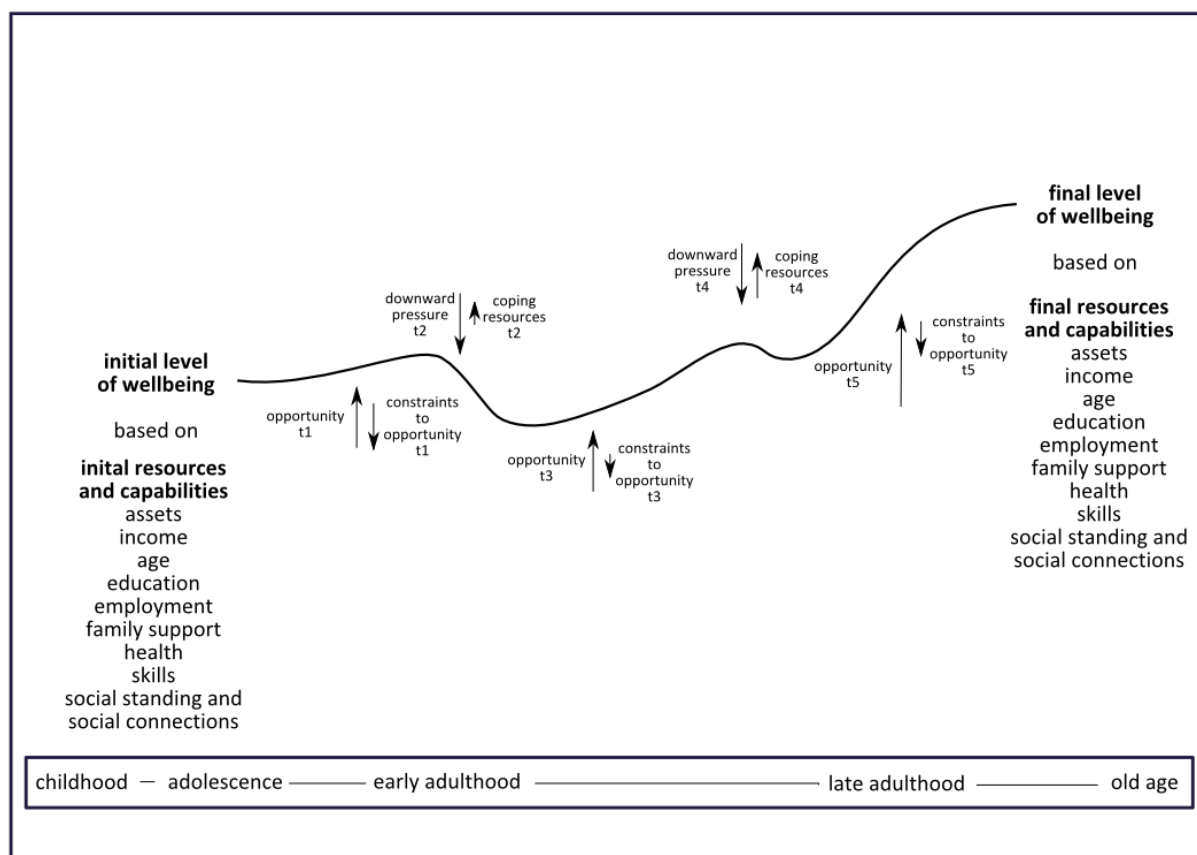 initial level
of wellbeing
based on
inital resources
and capabilities
assets
income
age
education
employment
family support
health
skills
social standing and
social connections
opportunity
t1
constraints
to
opportunity
t1
downward
pressure
t2
coping
resources
t2
opportunity
t3
constraints
to
opportunity
t3
downward
pressure
t4
coping
resources
t4
opportunity
t5
constraints
to
opportunity
t5
final level
of wellbeing
based on
final resources
and capabilities
assets
income
age
education
employment
family support
health
skills
social standing and
social connections
childhood – adolescence early adulthood late adulthood old age